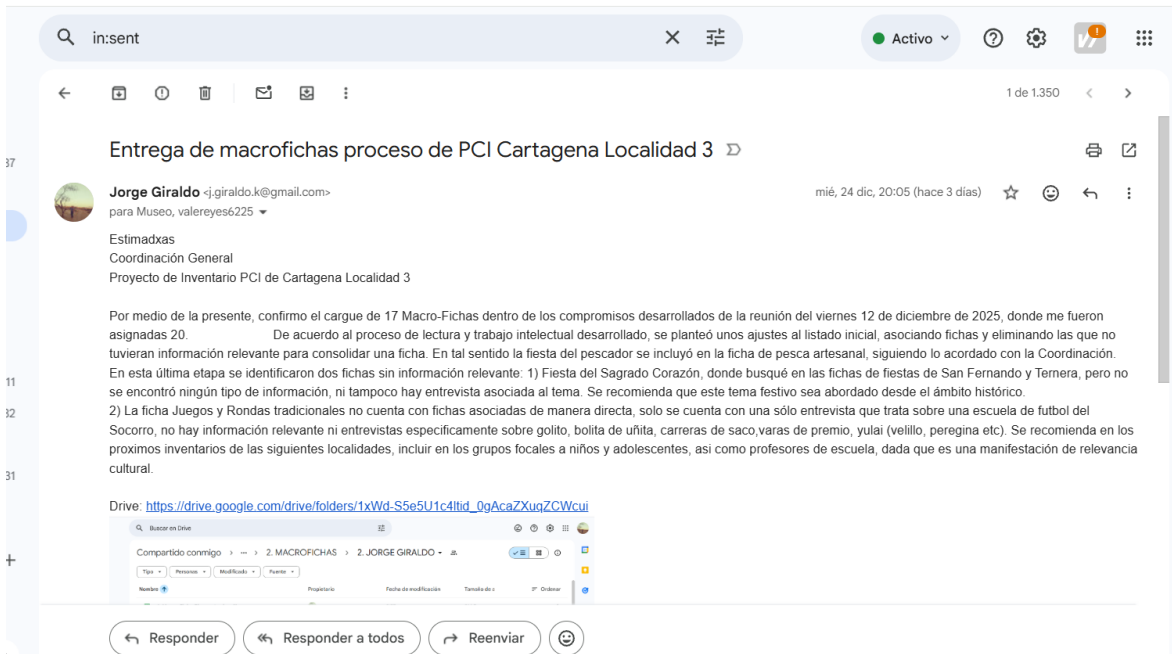 in:sent
Activo
1 de 1.350
Entrega de macrofichas proceso de PCI Cartagena Localidad 3
37
Jorge Giraldo <j.giraldo.k@gmail.com>
mié, 24 dic, 20:05 (hace 3 días)
para Museo, valereyes6225
Estimadxas
Coordinación General
Proyecto de Inventario PCI de Cartagena Localidad 3
Por medio de la presente, confirmo el cargue de 17 Macro-Fichas dentro de los compromisos desarrollados de la reunión del viernes 12 de diciembre de 2025, donde me fueron
asignadas 20. De acuerdo al proceso de lectura y trabajo intelectual desarrollado, se planteó unos ajustes al listado inicial, asociando fichas y eliminando las que no
tuvieran información relevante para consolidar una ficha. En tal sentido la fiesta del pescador se incluyó en la ficha de pesca artesanal, siguiendo lo acordado con la Coordinación.
En esta última etapa se identificaron dos fichas sin información relevante: 1) Fiesta del Sagrado Corazón, donde busqué en las fichas de fiestas de San Fernando y Ternera, pero no
se encontró ningún tipo de información, ni tampoco hay entrevista asociada al tema. Se recomienda que este tema festivo sea abordado desde el ámbito histórico.
11
2) La ficha Juegos y Rondas tradicionales no cuenta con fichas asociadas de manera directa, solo se cuenta con una sólo entrevista que trata sobre una escuela de futbol del
32
Socorro, no hay información relevante ni entrevistas especificamente sobre golito, bolita de uñita, carreras de saco,varas de premio, yulai (velillo, peregina etc). Se recomienda en los
proximos inventarios de las siguientes localidades, incluir en los grupos focales a niños y adolescentes, asi como profesores de escuela, dada que es una manifestación de relevancia
cultural.
31
Drive: https://drive.google.com/drive/folders/1xWd-S5e5U1c4ltid_0gAcaZXuqZCWcui
Buscar en Drive
Compartido conmigo > ... > 2. MACROFICHAS > 2. JORGE GIRALDO
Tipo Personas Modificado Fuente
Nombre Propietario Fecha de modificación Tamaño de a Ordenar
Responder Responder a todos Reenviar